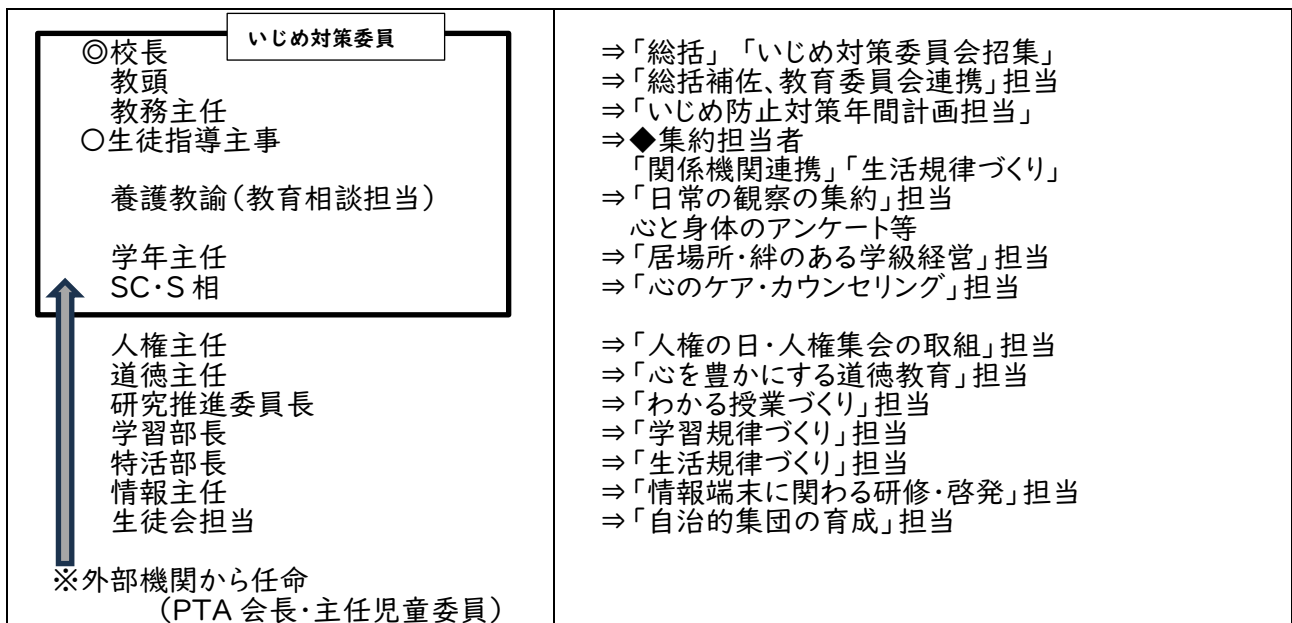 いじめ対策委員
◎校長 ⇒「総括」「いじめ対策委員会招集」
教頭 ⇒「総括補佐、教育委員会連携」担当
教務主任 ⇒「いじめ防止対策年間計画担当」
○生徒指導主事 ⇒◆集約担当者
「関係機関連携」「生活規律づくり」
養護教諭(教育相談担当) ⇒「日常の観察の集約」担当
心と身体のアンケート等
学年主任 ⇒「居場所・絆のある学級経営」担当
SC・S相 ⇒「心のケア・カウンセリング」担当
人権主任 ⇒「人権の日・人権集会の取組」担当
道徳主任 ⇒「心を豊かにする道徳教育」担当
研究推進委員長 ⇒「わかる授業づくり」担当
学習部長 ⇒「学習規律づくり」担当
特活部長 ⇒「生活規律づくり」担当
情報主任 ⇒「情報端末に関わる研修・啓発」担当
生徒会担当 ⇒「自治的集団の育成」担当
※外部機関から任命
(PTA会長・主任児童委員)